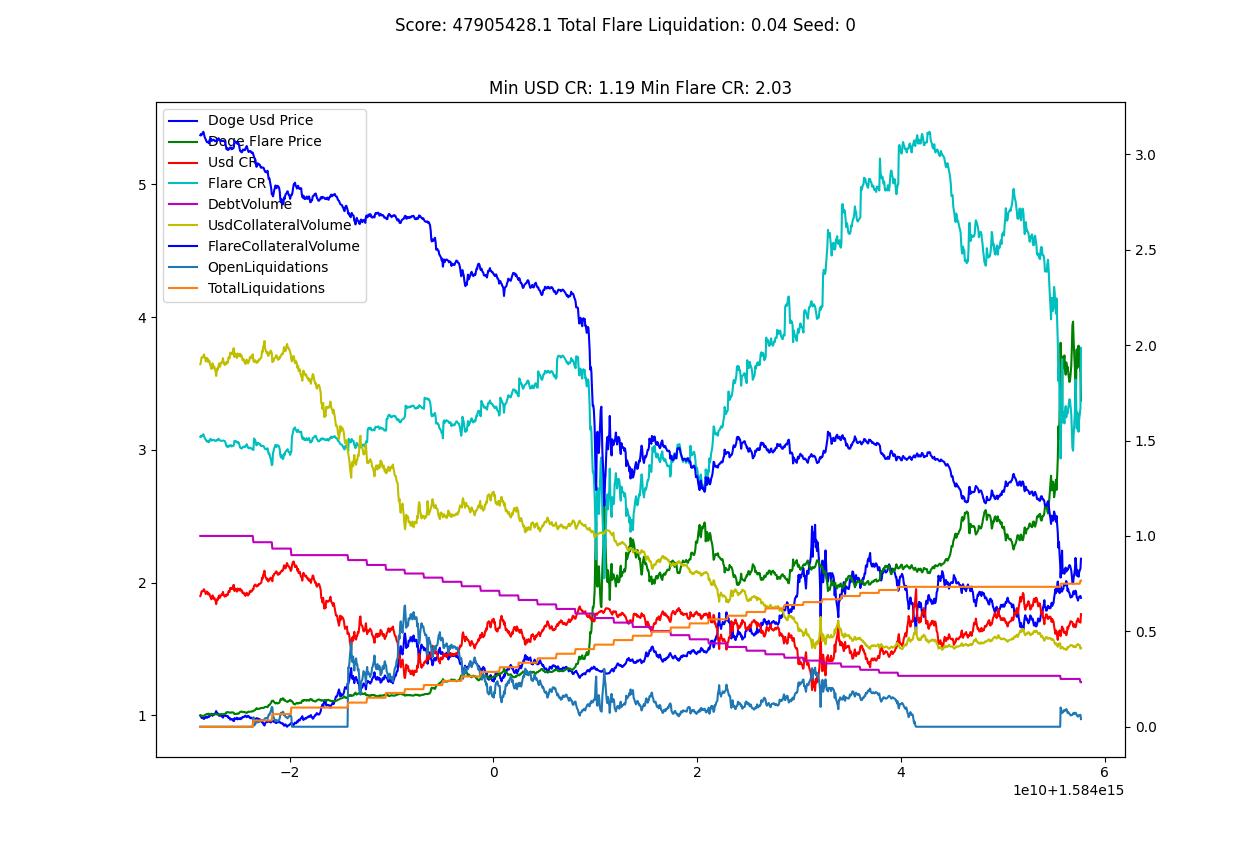 Score: 47905428.1 Total Flare Liquidation: 0.04 Seed: 0
Min USD CR: 1.19 Min Flare CR: 2.03
Doge Usd Price
Doge Flare Price
Usd CR
Flare CR
DebtVolume
UsdCollateralVolume
FlareCollateralVolume
OpenLiquidations
TotalLiquidations
5
4
3
2
1
3.0
2.5
2.0
1.5
1.0
0.5
0.0
−2
0
2
4
6
1e10+1.584e15